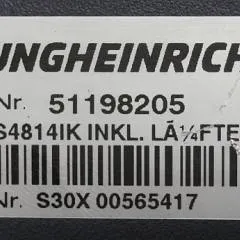 UNGHEINRICH
Nr. 51198205
S4814IK INKL. LÃ¼FTE
Nr. S30X 00565417